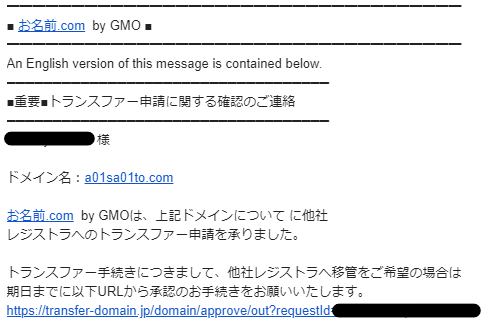 ■ お名前.com by GMO ■
An English version of this message is contained below.
■重要■トランスファー申請に関する確認のご連絡
様
ドメイン名：a01sa01to.com
お名前.com by GMOは、上記ドメインについて に他社
レジストラへのトランスファー申請を承りました。
トランスファー手続きにつきまして、他社レジストラへ移管をご希望の場合は
期日までに以下URLから承認のお手続きをお願いいたします。
https://transfer-domain.jp/domain/approve/out?requestId=